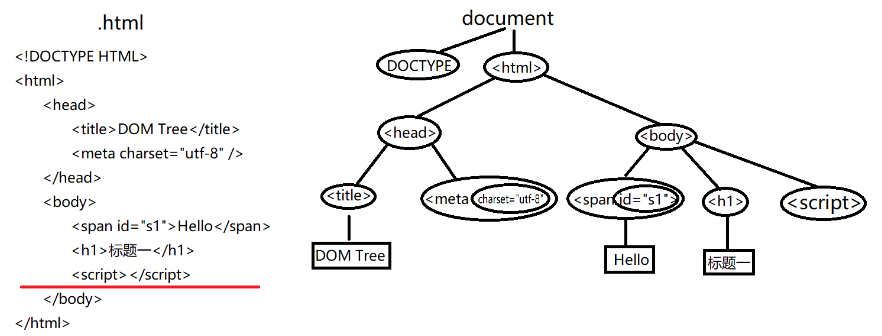 .html
<!DOCTYPE HTML>
<html>
<head>
<title>DOM Tree</title>
<meta charset="utf-8" />
</head>
<body>
<span id="s1">Hello</span>
<h1>标题一</h1>
<script></script>
</body>
</html>
document
DOCTYPE
<html>
<head>
<body>
<title>
<meta charset="utf-8"
<span id="s1">
<h1>
<script>
DOM Tree
Hello
标题一